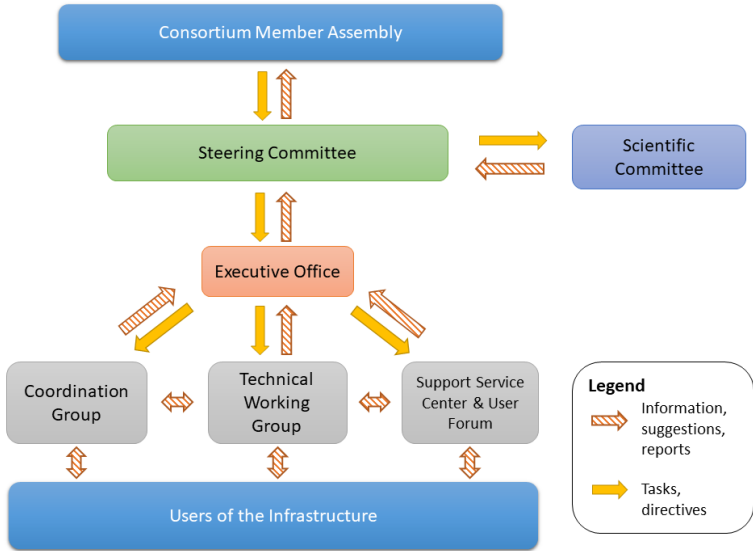 Consortium Member Assembly
Steering Committee
Scientific
Committee
Executive Office
Coordination
Group
Technical
Working
Group
Support Service
Center & User
Forum
Users of the Infrastructure
Legend
Information,
suggestions,
reports
Tasks,
directives